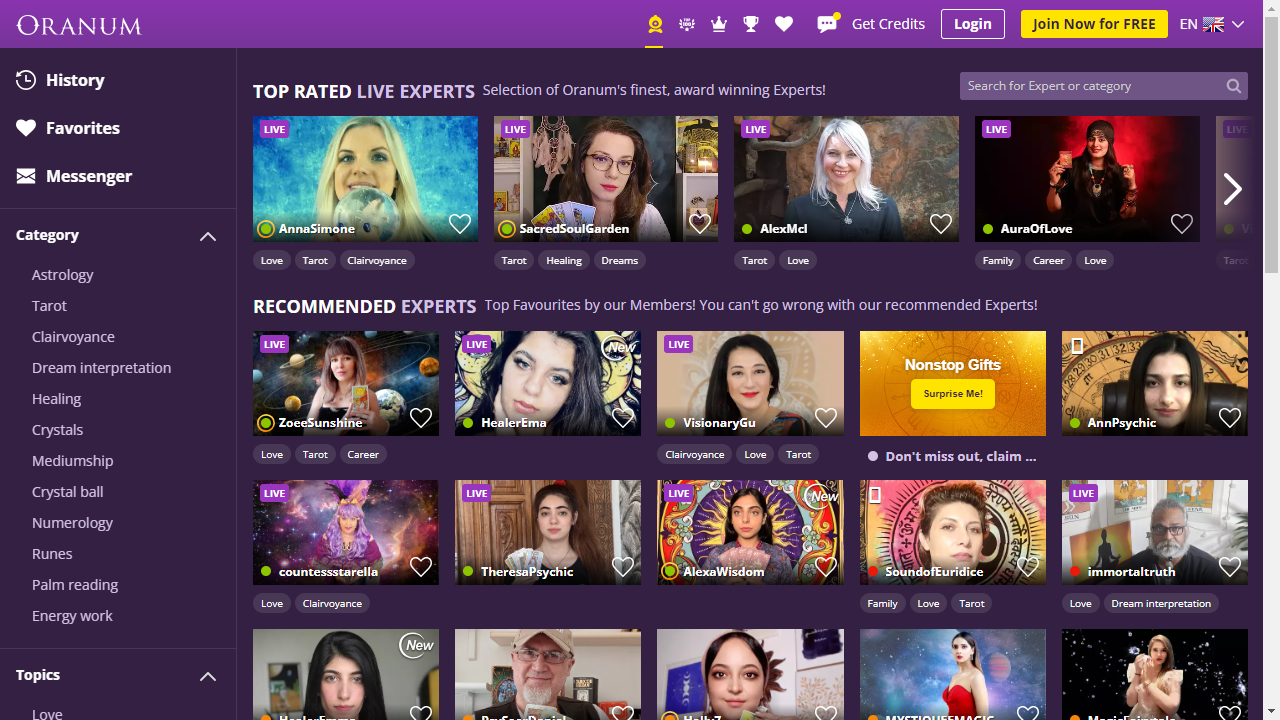 ORANUM
Get Credits
Login
Join Now for FREE
EN
History
Favorites
Messenger
Category
Astrology
Tarot
Clairvoyance
Dream interpretation
Healing
Crystals
Mediumship
Crystal ball
Numerology
Runes
Palm reading
Energy work
Topics
Love
TOP RATED LIVE EXPERTS Selection of Oranum's finest, award winning Experts!
Search for Expert or category
LIVE LIVE LIVE LIVE LIVE
AnnaSimone SacredSoulGarden AlexMcl AuraOfLove
Love Tarot Clairvoyance Tarot Healing Dreams Tarot Love Family Career Love
RECOMMENDED EXPERTS Top Favourites by our Members! You can't go wrong with our recommended Experts!
LIVE LIVE New LIVE
Nonstop Gifts
Surprise Me!
ZoeeSunshine HealerEma VisionaryGu AnnPsychic
Love Tarot Career Clairvoyance Love Tarot Don't miss out, claim ...
LIVE LIVE LIVE New LIVE
countessstarella TheresaPsychic AlexaWisdom SoundofEuridice immortaltruth
Love Clairvoyance Family Love Tarot Love Dream interpretation
New
HealerEmma PaySeerDaniel Holly7 MYSTIQUEEMAGIC